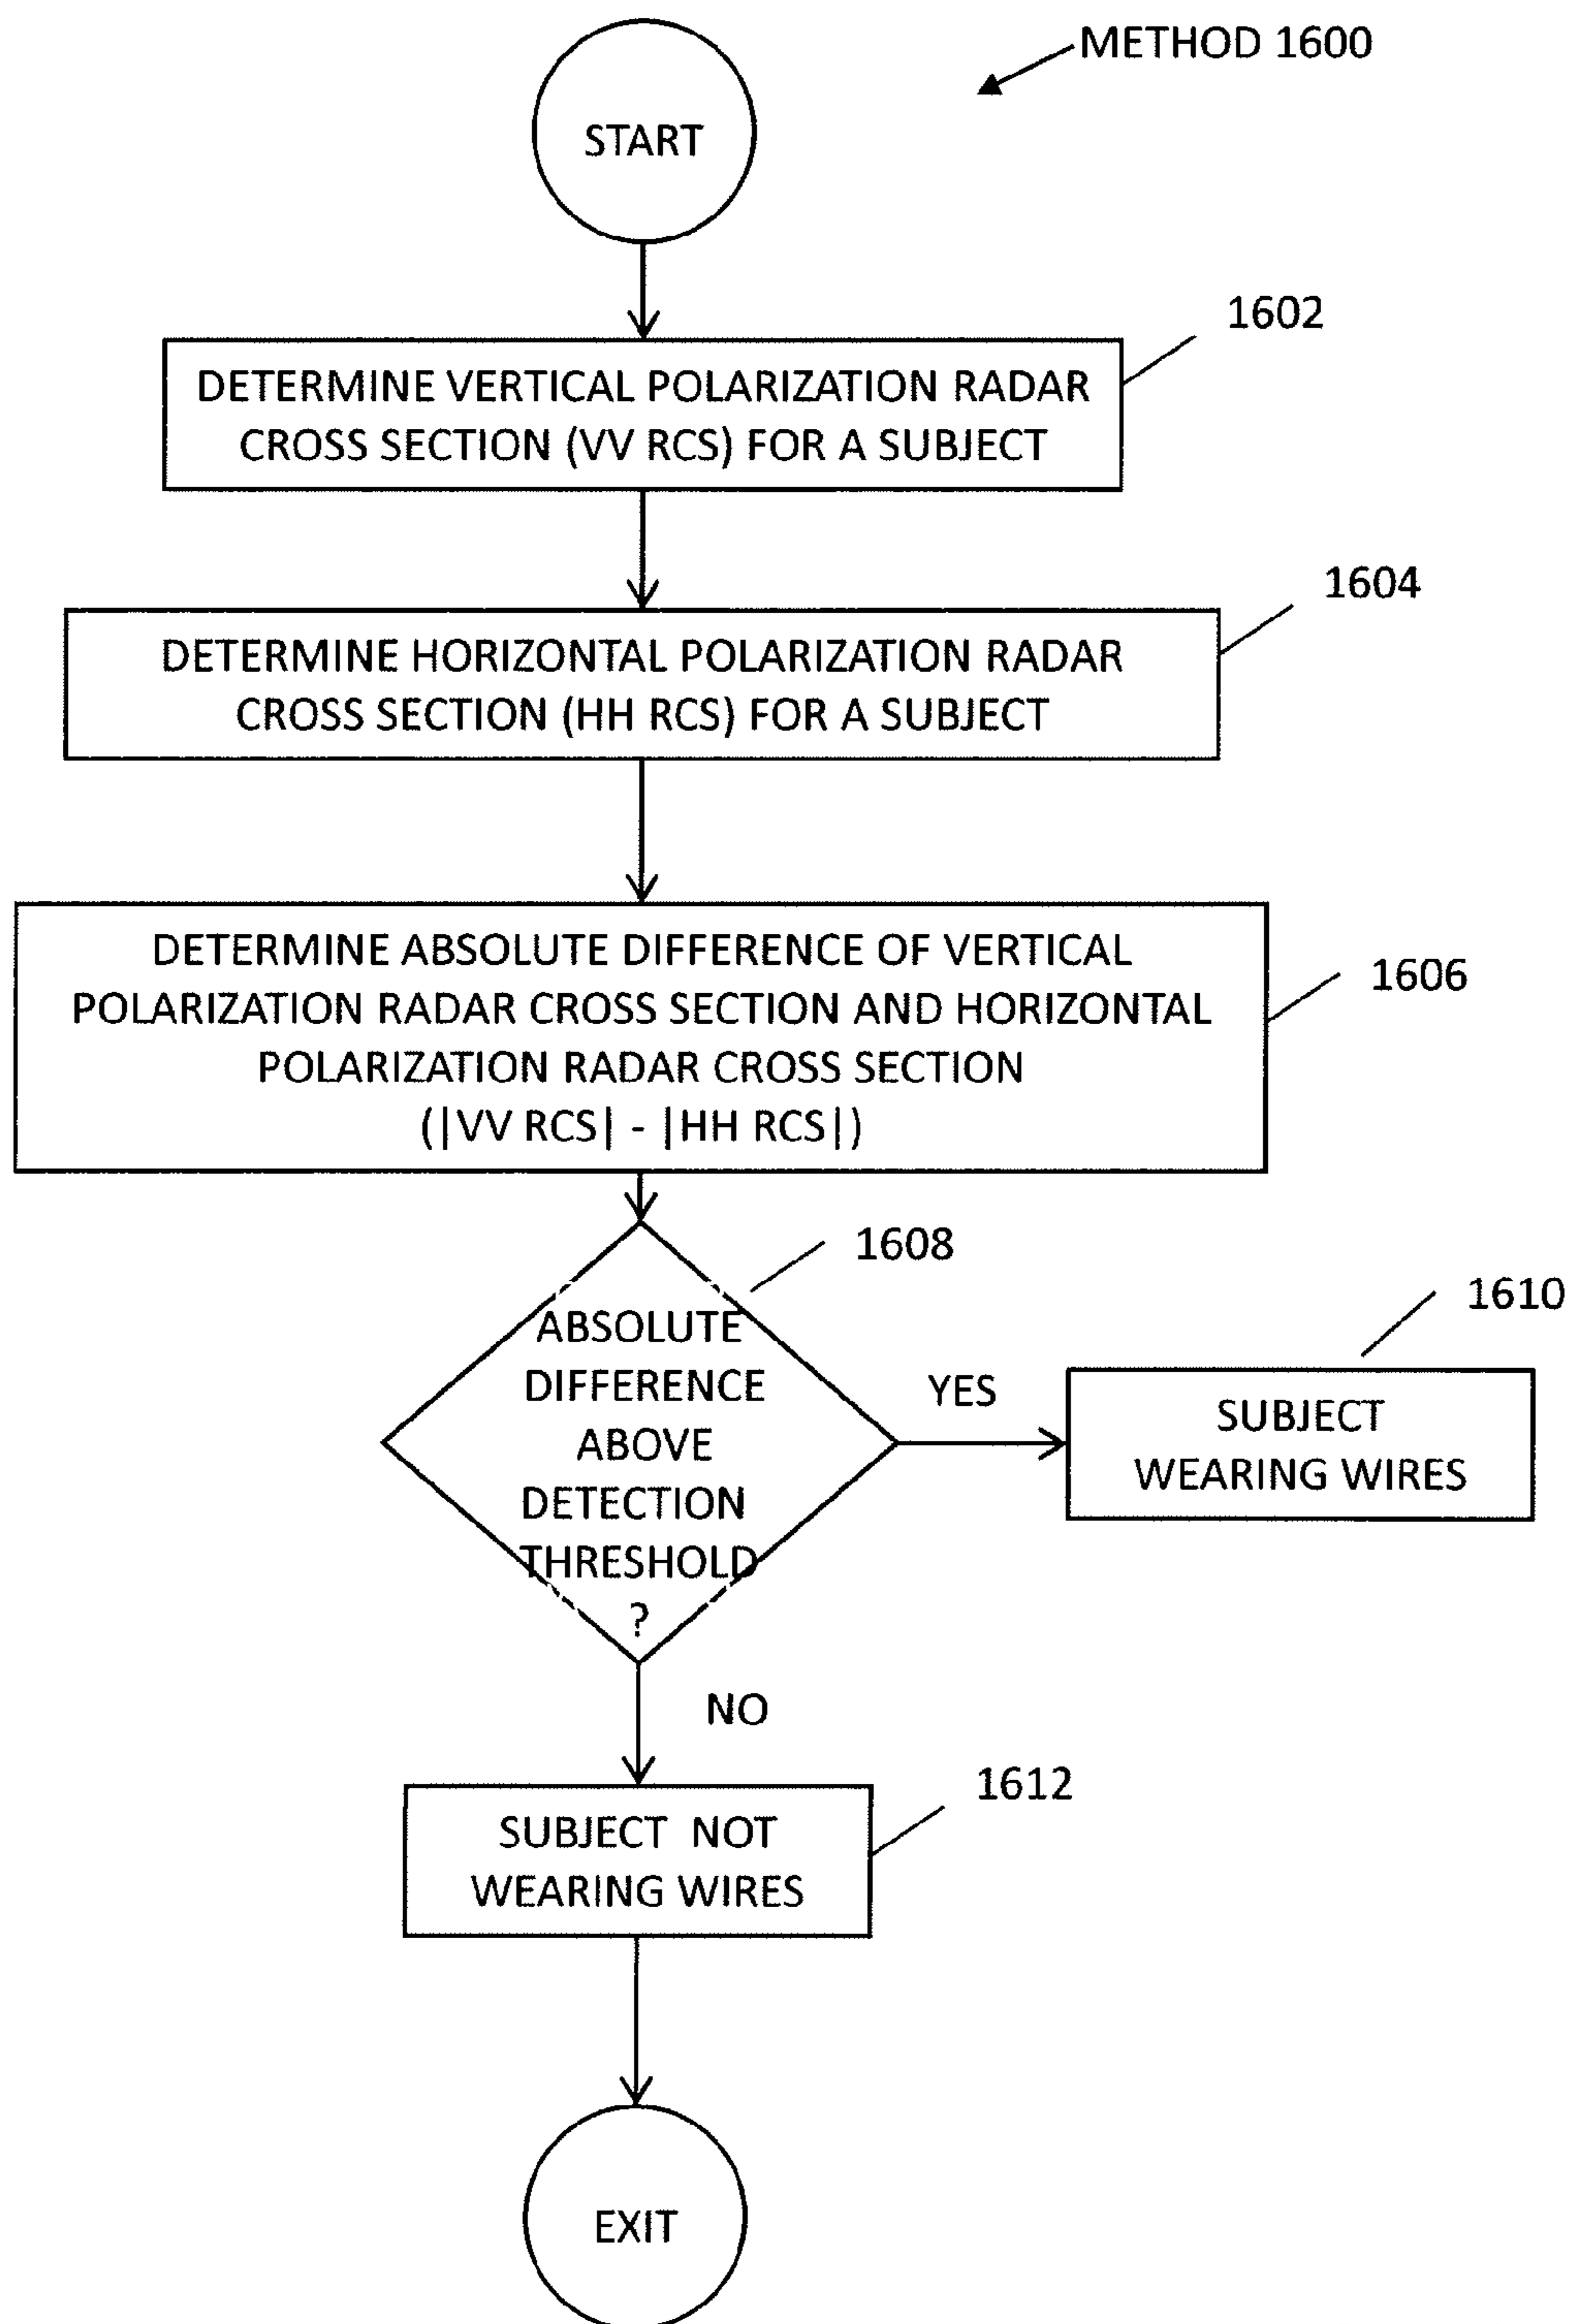 METHOD 1600
START
1602
DETERMINE VERTICAL POLARIZATION RADAR
CROSS SECTION (VV RCS) FOR A SUBJECT
1604
DETERMINE HORIZONTAL POLARIZATION RADAR
CROSS SECTION (HH RCS) FOR A SUBJECT
1606
DETERMINE ABSOLUTE DIFFERENCE OF VERTICAL
POLARIZATION RADAR CROSS SECTION AND HORIZONTAL
POLARIZATION RADAR CROSS SECTION
(|VV RCS| - |HH RCS|)
1608
ABSOLUTE
DIFFERENCE
ABOVE
DETECTION
THRESHOLD
?
YES
1610
SUBJECT
WEARING WIRES
NO
1612
SUBJECT NOT
WEARING WIRES
EXIT